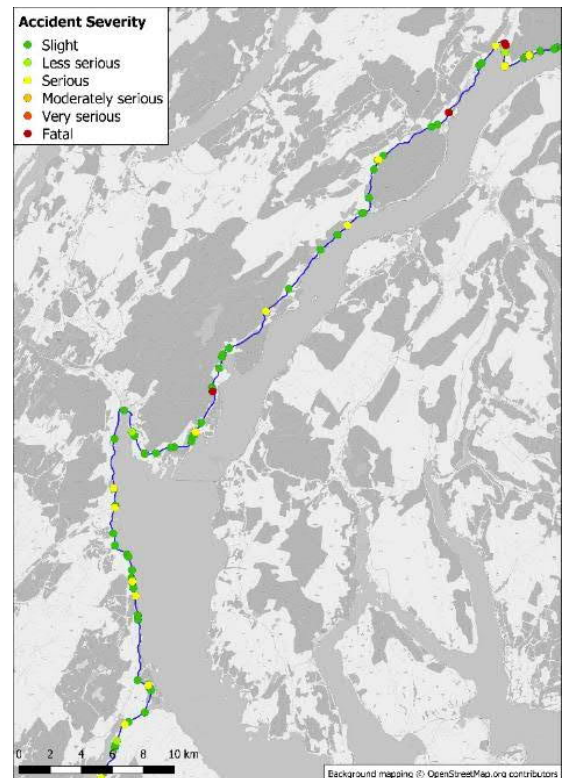 Accident Severity
Slight
Less serious
Serious
Moderately serious
Very serious
Fatal
0 2 4 6 8 10 km
Background mapping © OpenStreetMap.org contributors